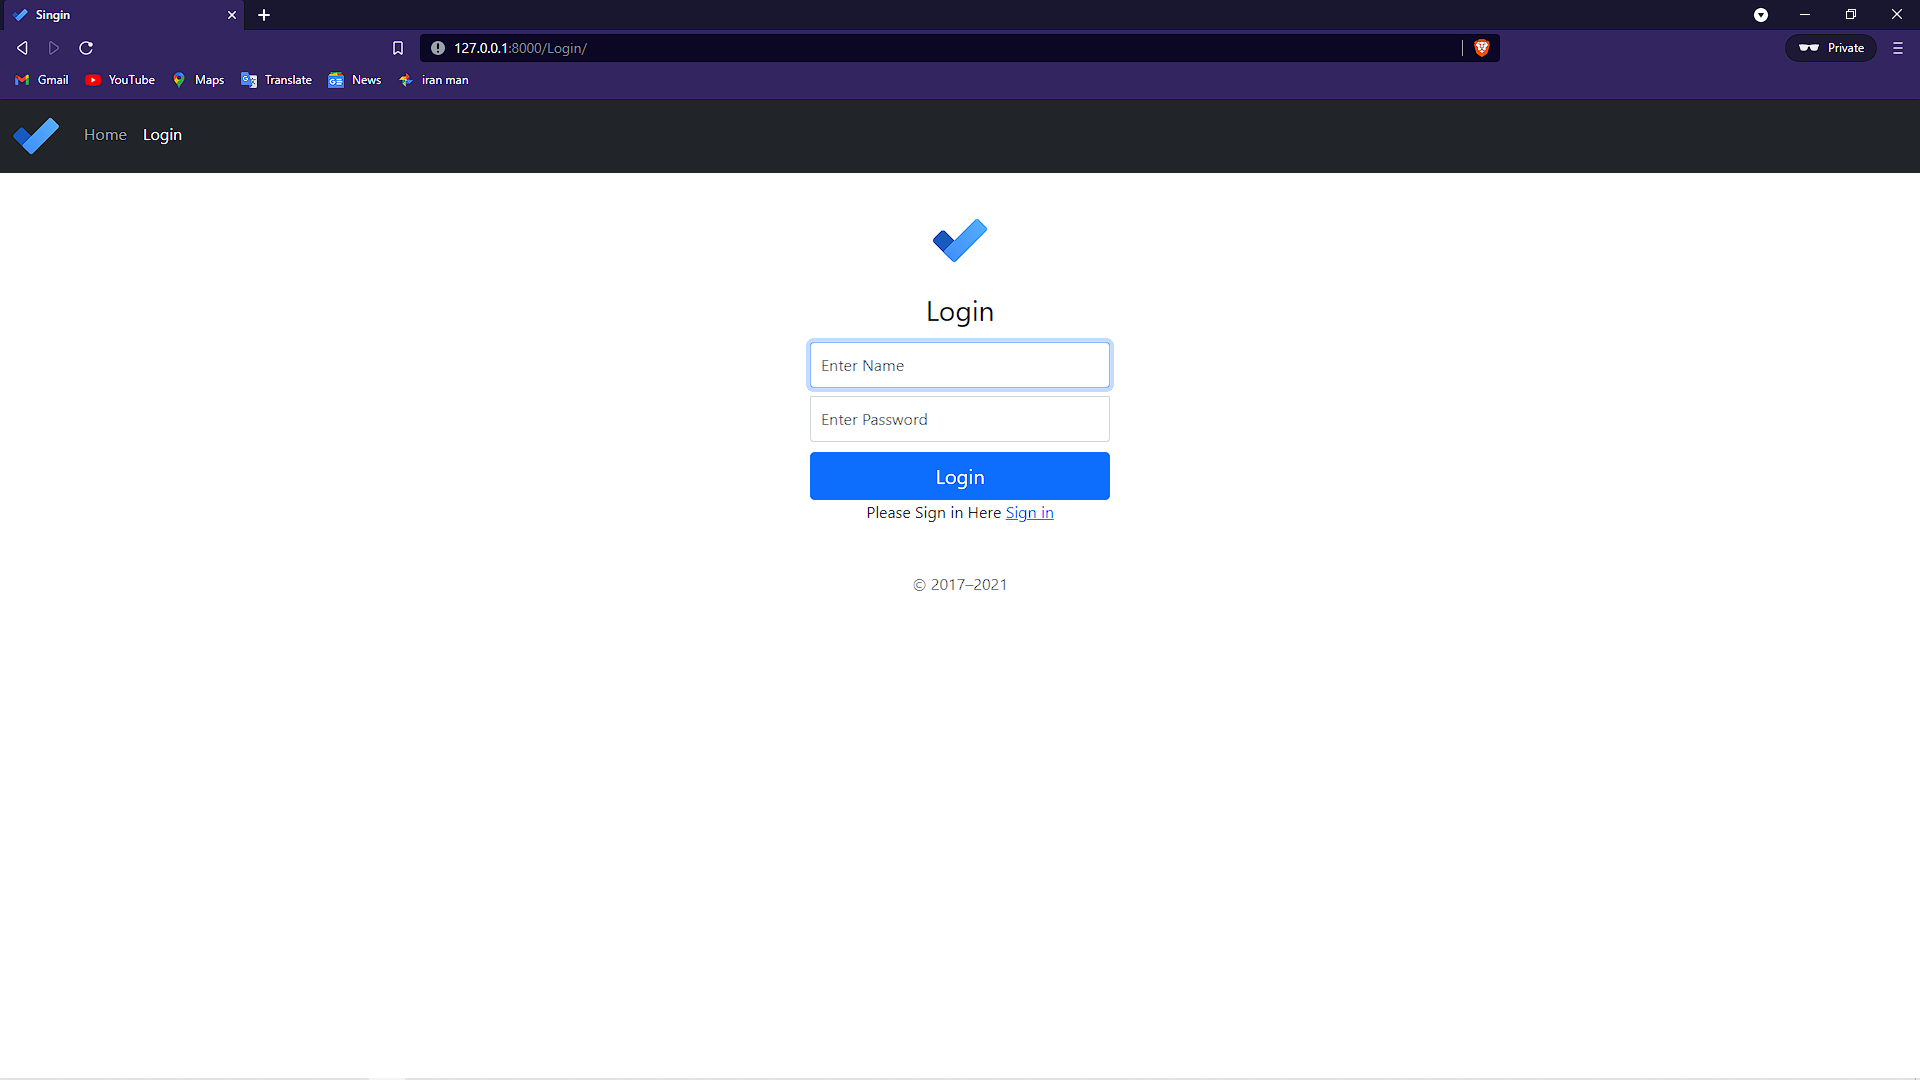 Singin
127.0.0.1:8000/Login/
Private
Gmail YouTube Maps Translate News iran man
Home Login
Login
Enter Name
Enter Password
Login
Please Sign in Here Sign in
© 2017–2021